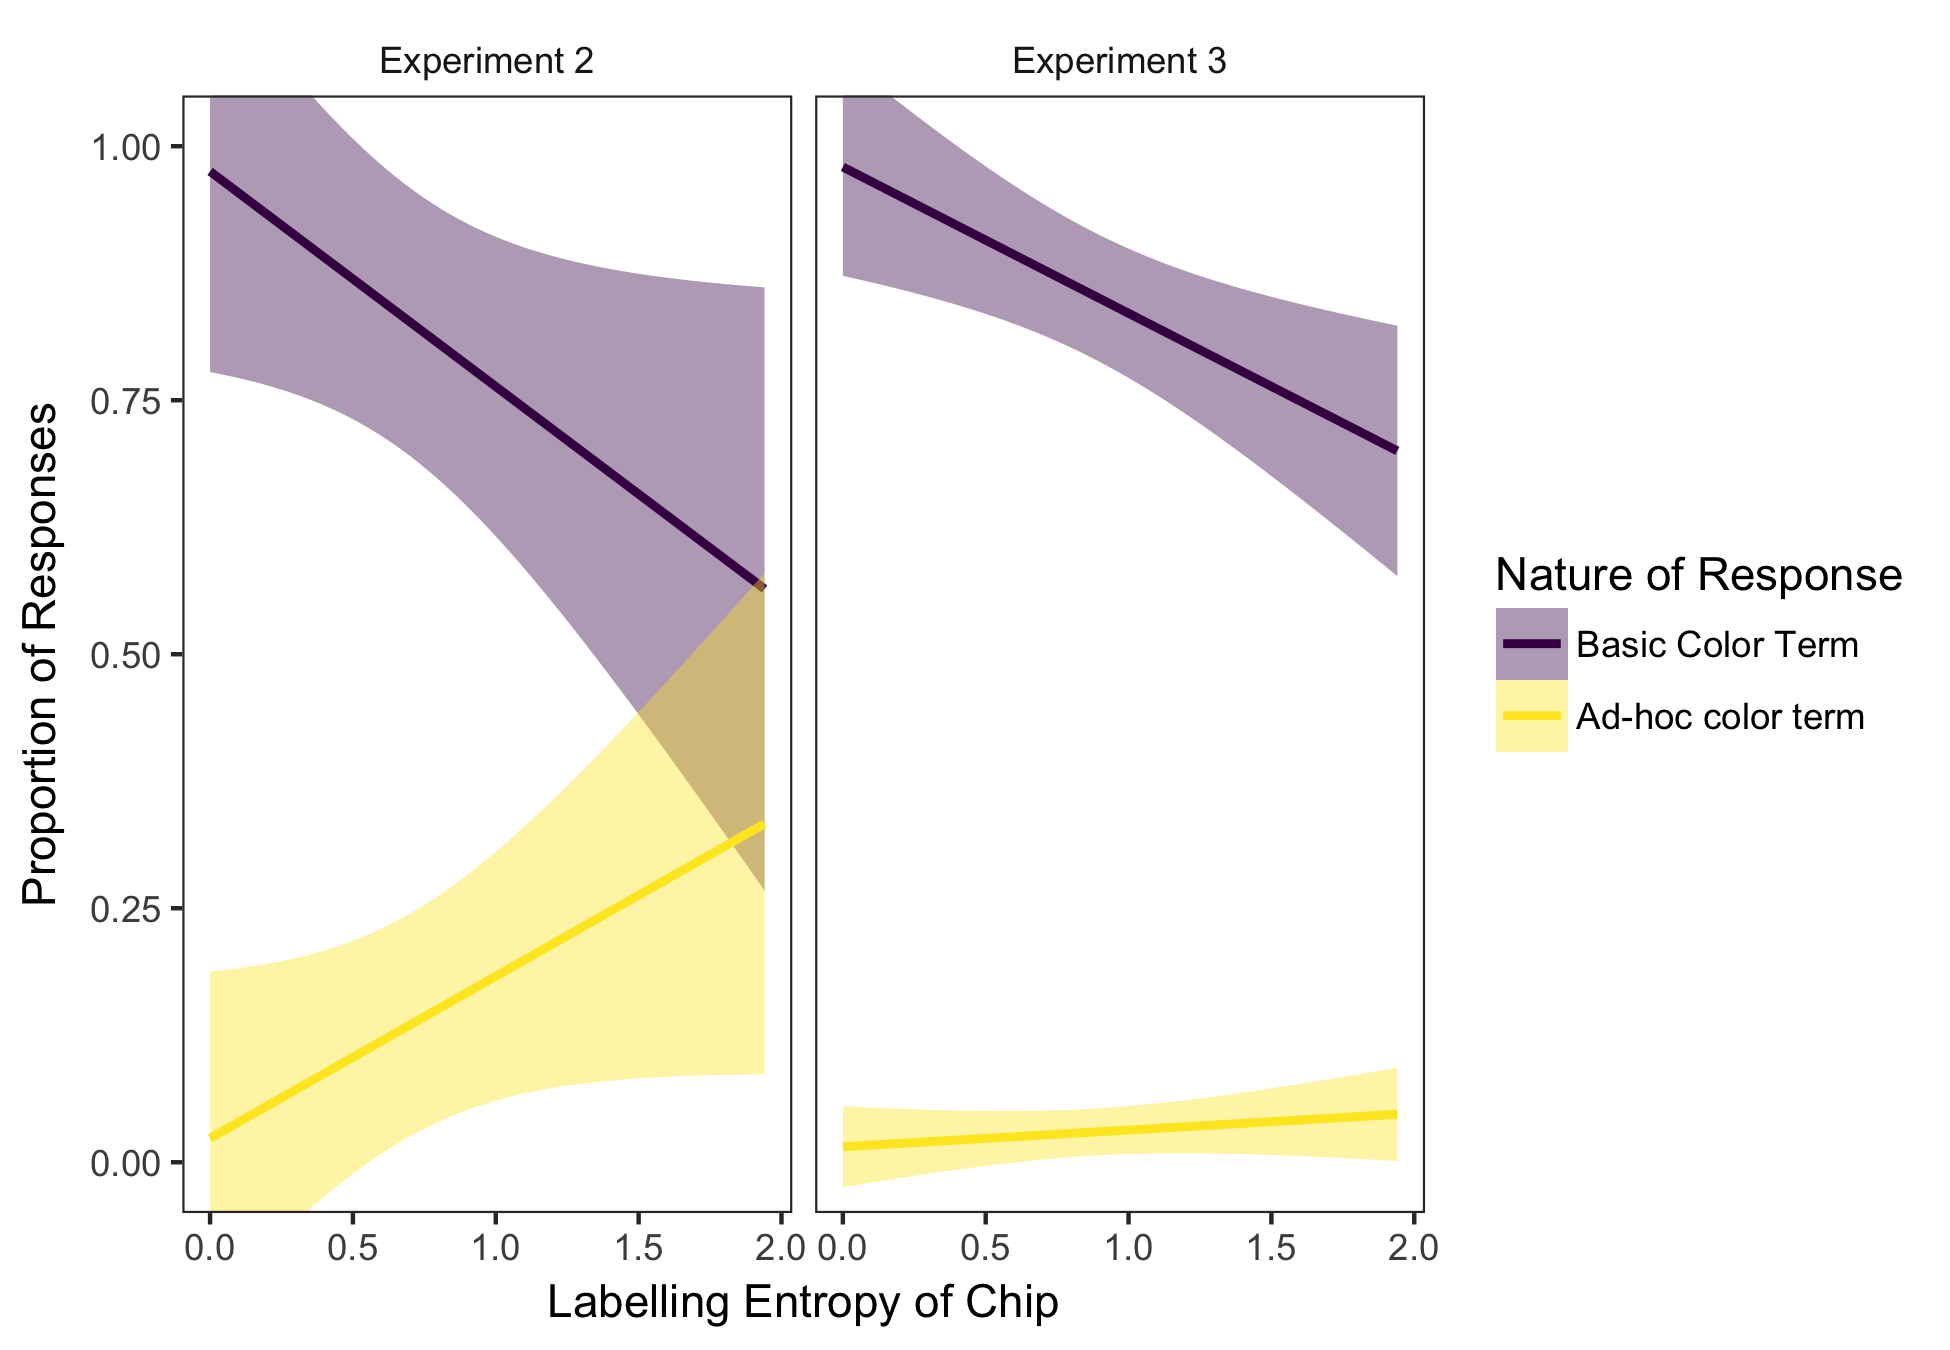 Experiment 2
Experiment 3
Proportion of Responses
1.00
0.75
0.50
0.25
0.00
0.0 0.5 1.0 1.5 2.0
0.0 0.5 1.0 1.5 2.0
Labelling Entropy of Chip
Nature of Response
Basic Color Term
Ad-hoc color term